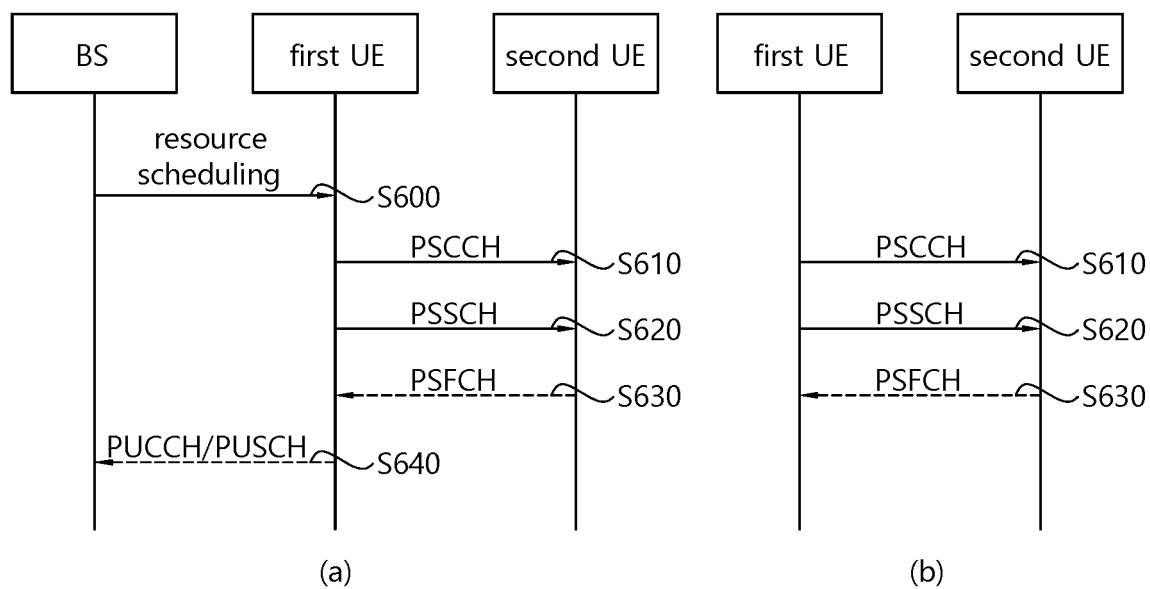 BS
first UE
second UE
first UE
second UE
resource
scheduling
S600
PSCCH
S610
PSCCH
S610
PSSCH
S620
PSSCH
S620
PSFCH
S630
PSFCH
S630
PUCCH/PUSCH
S640
(a)
(b)